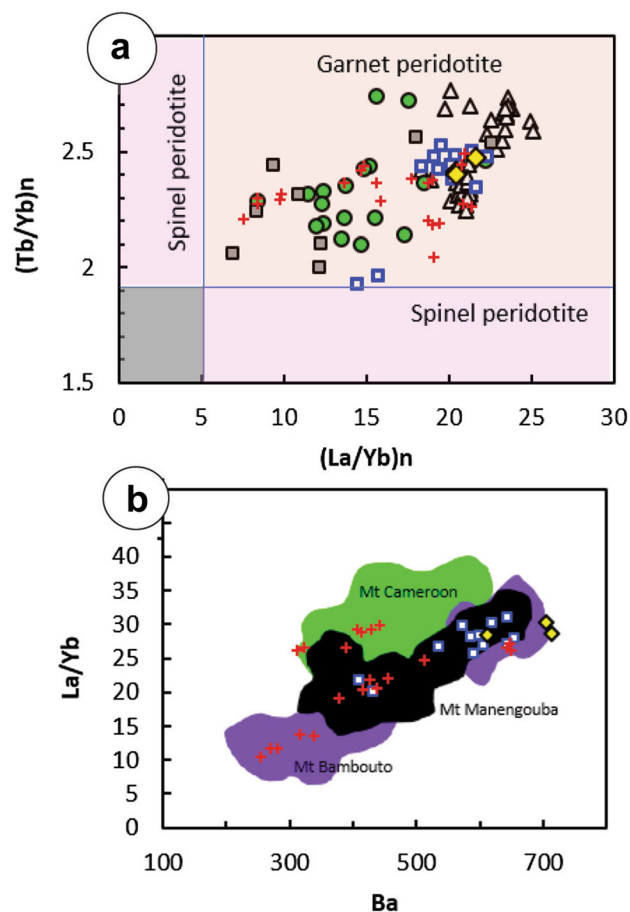 a
Garnet peridotite
Spinel peridotite
Spinel peridotite
(Tb/Yb)n
2.5
2
1.5
0 5 10 15 20 25 30
(La/Yb)n
b
40
35
30
25
20
15
10
5
0
La/Yb
Mt Cameroon
Mt Manengouba
Mt Bambouto
100 300 500 700
Ba